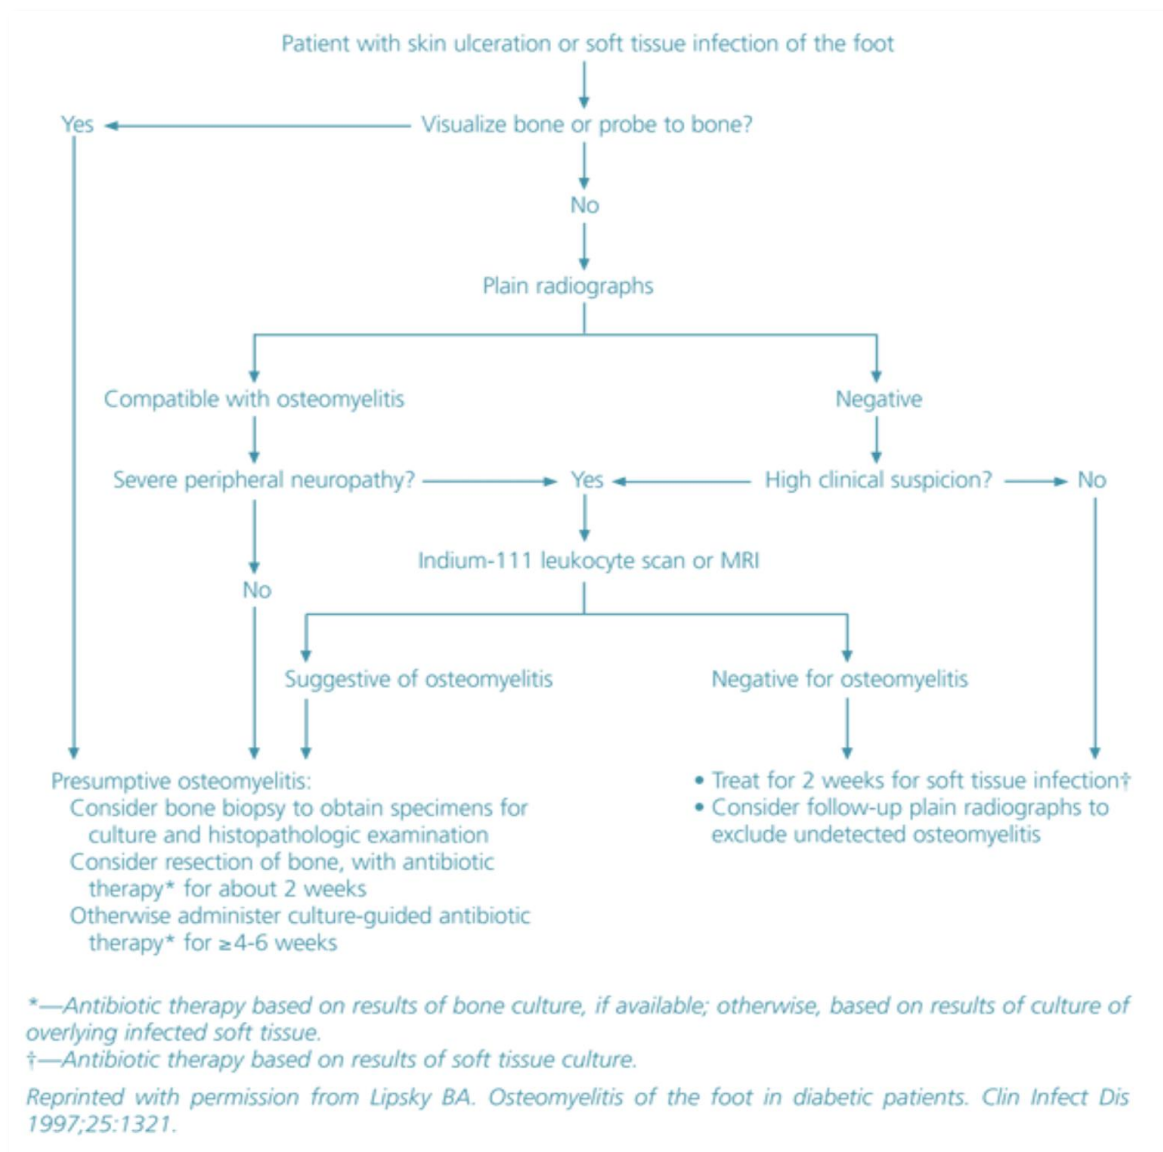 Patient with skin ulceration or soft tissue infection of the foot
Yes
Visualize bone or probe to bone?
No
Plain radiographs
Compatible with osteomyelitis
Negative
Severe peripheral neuropathy?
Yes
High clinical suspicion?
No
Indium-111 leukocyte scan or MRI
No
Suggestive of osteomyelitis
Negative for osteomyelitis
Presumptive osteomyelitis:
Consider bone biopsy to obtain specimens for
culture and histopathologic examination
Consider resection of bone, with antibiotic
therapy* for about 2 weeks
Otherwise administer culture-guided antibiotic
therapy* for ≥4-6 weeks
• Treat for 2 weeks for soft tissue infection†
• Consider follow-up plain radiographs to
exclude undetected osteomyelitis
*—Antibiotic therapy based on results of bone culture, if available; otherwise, based on results of culture of
overlying infected soft tissue.
†—Antibiotic therapy based on results of soft tissue culture.
Reprinted with permission from Lipsky BA. Osteomyelitis of the foot in diabetic patients. Clin Infect Dis
1997;25:1321.